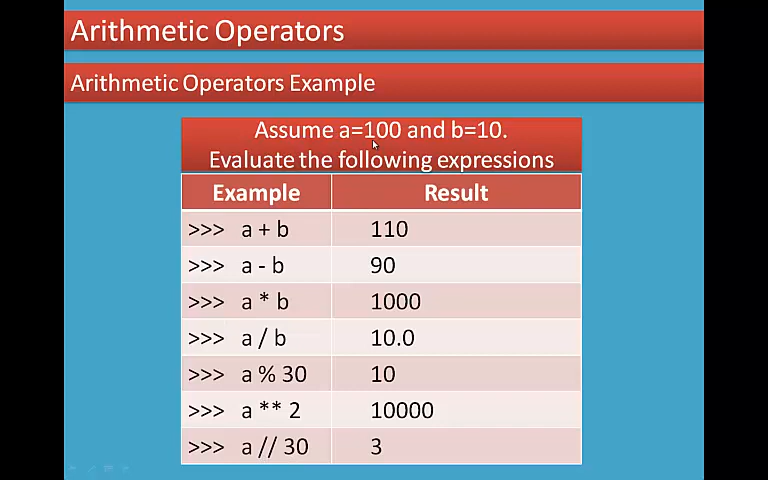 Arithmetic Operators
Arithmetic Operators Example
Assume a=100 and b=10.
Evaluate the following expressions
Example Result
>>> a + b 110
>>> a - b 90
>>> a * b 1000
>>> a / b 10.0
>>> a % 30 10
>>> a ** 2 10000
>>> a // 30 3